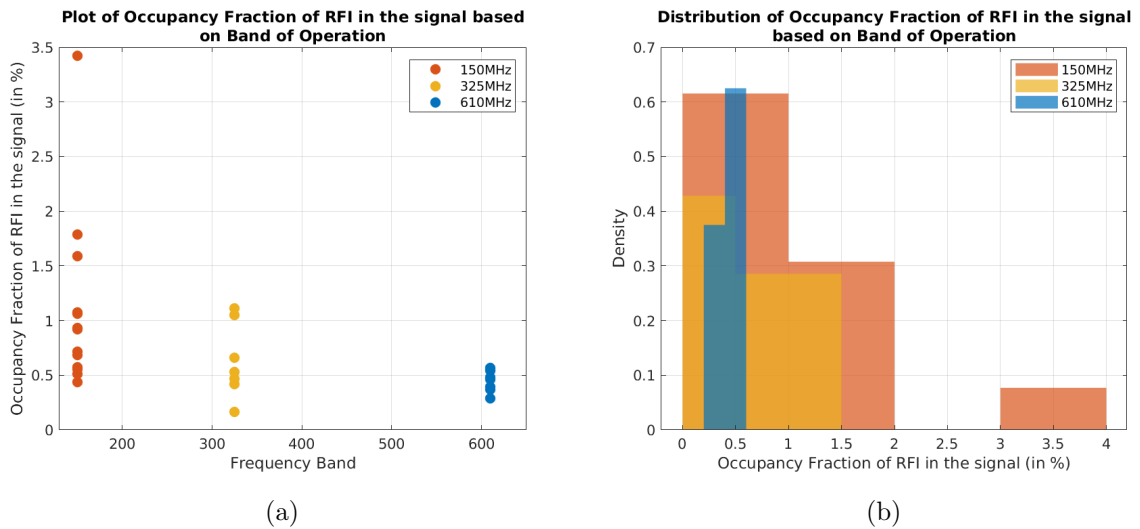 Plot of Occupancy Fraction of RFI in the signal based
on Band of Operation
Occupancy Fraction of RFI in the signal (in %)
3.5
3
2.5
2
1.5
1
0.5
0
150MHz
325MHz
610MHz
200 300 400 500 600
Frequency Band
(a)
Distribution of Occupancy Fraction of RFI in the signal
based on Band of Operation
Density
0.7
0.6
0.5
0.4
0.3
0.2
0.1
0
150MHz
325MHz
610MHz
0 0.5 1 1.5 2 3 3.5 4
Occupancy Fraction of RFI in the signal (in %)
(b)